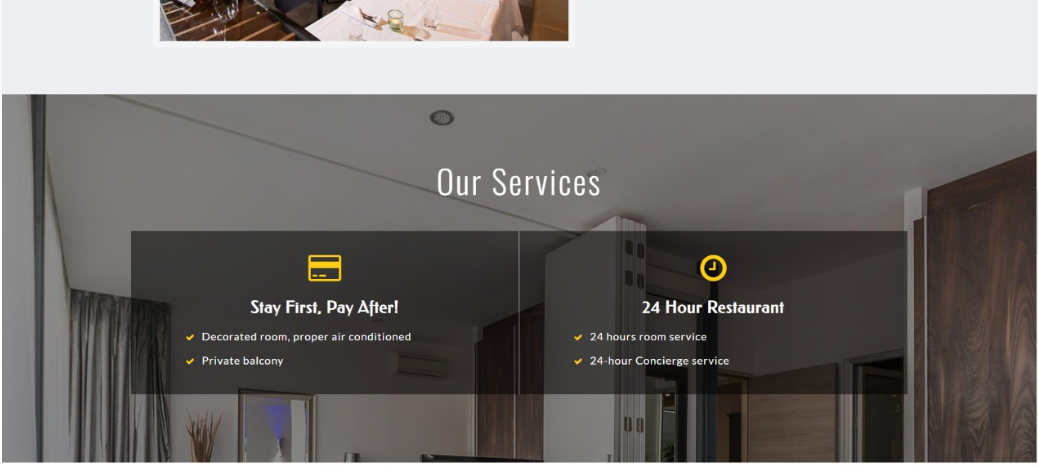 Our Services
Stay First, Pay After!
Decorated room, proper air conditioned
Private balcony
24 Hour Restaurant
24 hours room service
24-hour Concierge service